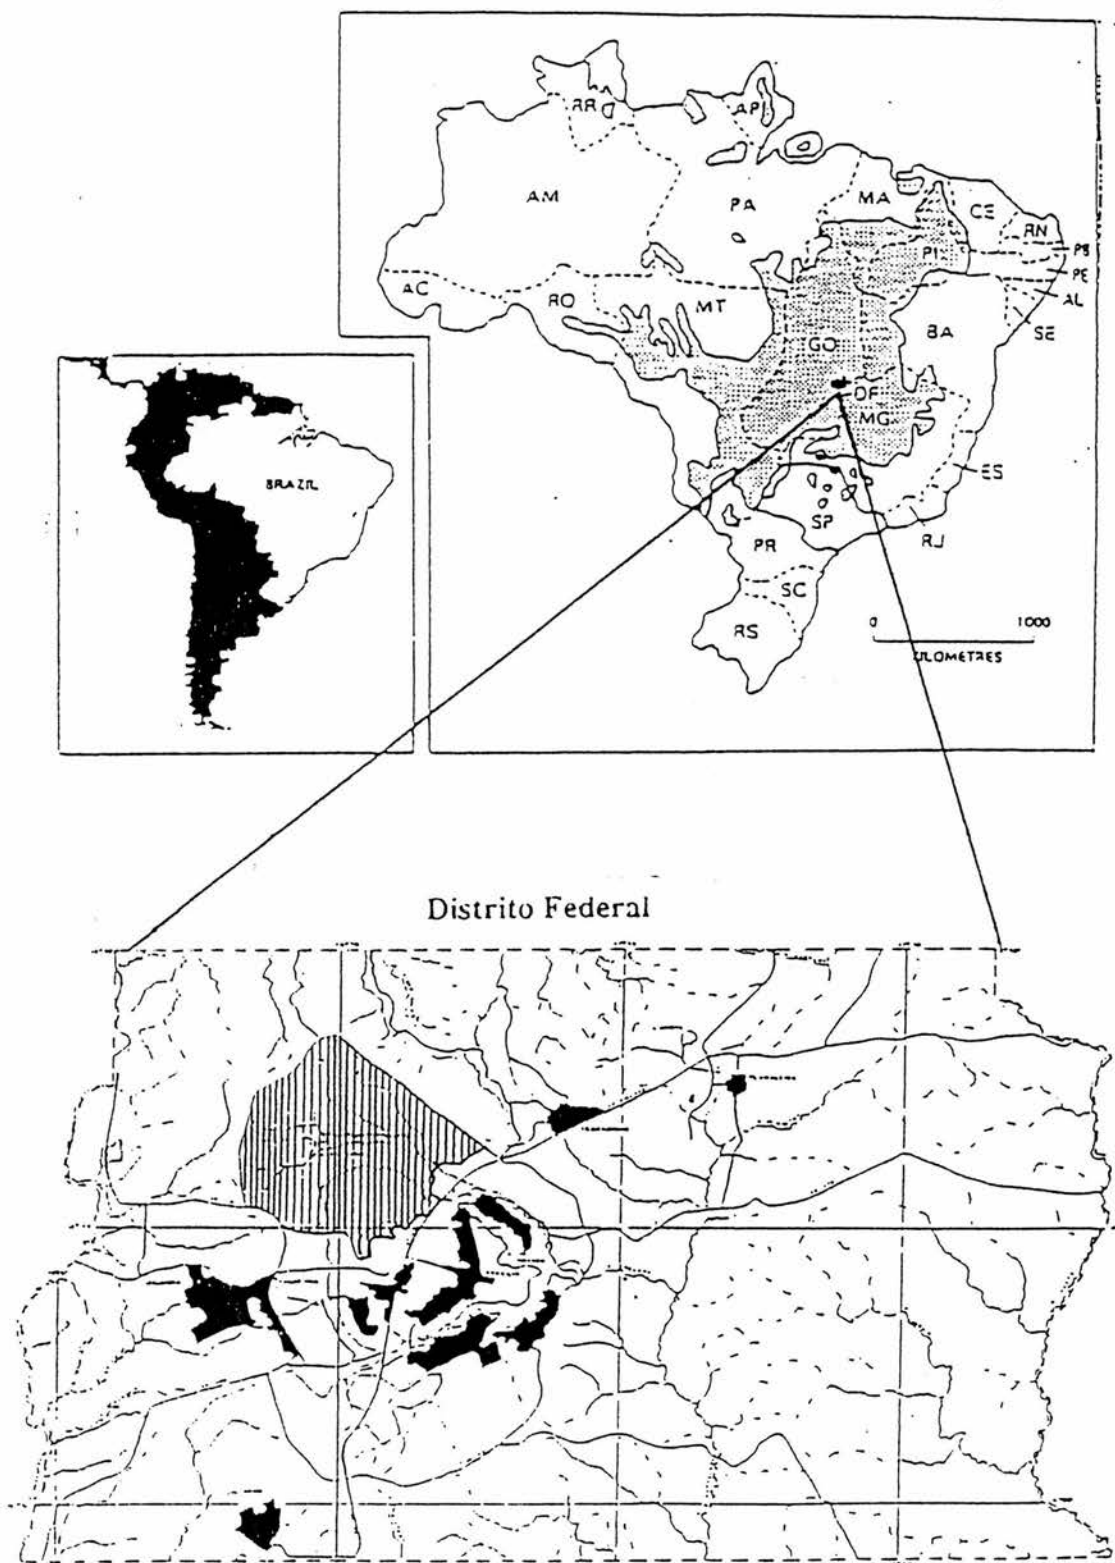 RR
AP
AM
PA
MA
CE
RN
PB
PI
PE
AC
RO
MT
AL
GO
BA
SE
DF
MG
BRAZIL
ES
SP
RJ
PR
SC
RS
0 1000
KILOMETRES
Distrito Federal